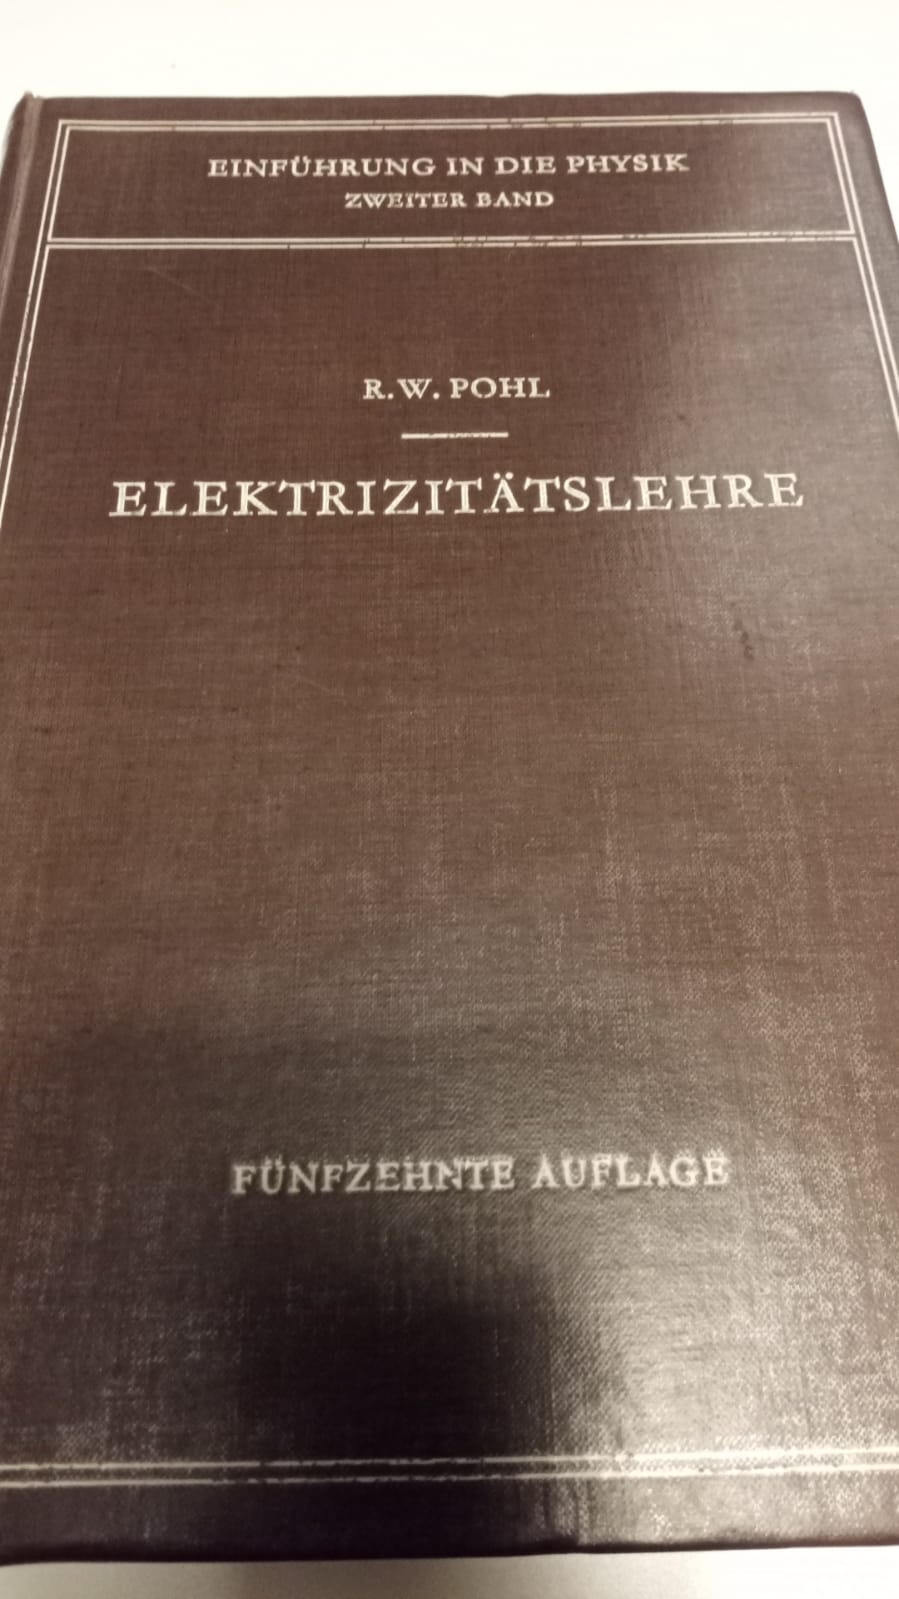 EINFÜHRUNG IN DIE PHYSIK
ZWEITER BAND
R.W. POHL
ELEKTRIZITÄTSLEHRE
FÜNFZEHNTE AUFLAGE